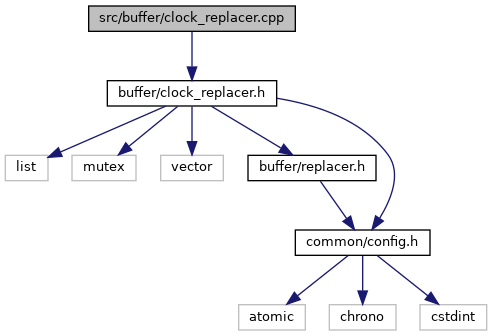 src/buffer/clock_replacer.cpp
buffer/clock_replacer.h
list
mutex
vector
buffer/replacer.h
common/config.h
atomic
chrono
cstdint